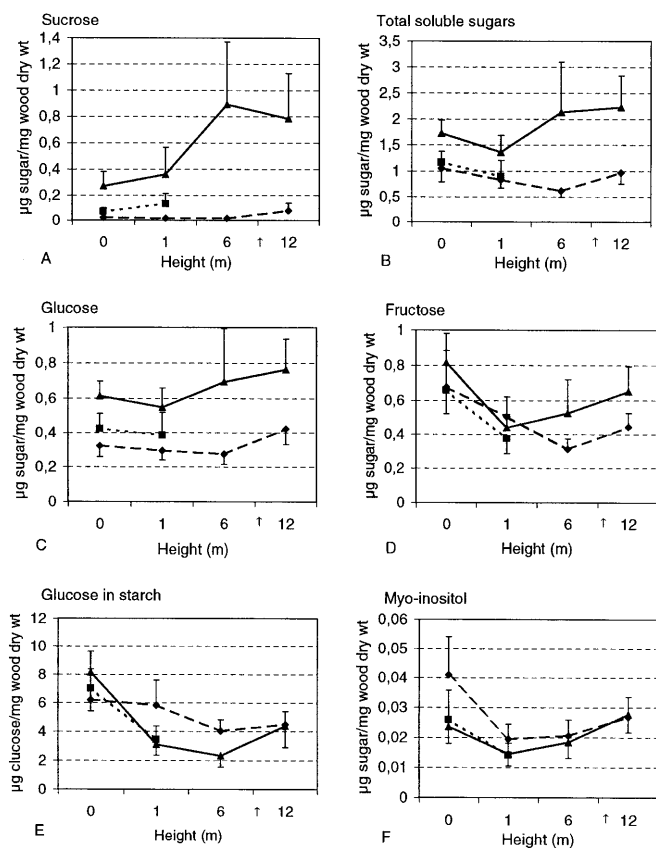 Sucrose
µg sugar/mg wood dry wt
1,4
1,2
1
0,8
0,6
0,4
0,2
0
0 1 6 ↑ 12
A
Height (m)
Total soluble sugars
µg sugar/mg wood dry wt
3,5
3
2,5
2
1,5
1
0,5
0
0 1 6 ↑ 12
B
Height (m)
Glucose
µg sugar/mg wood dry wt
1
0,8
0,6
0,4
0,2
0
0 1 6 ↑ 12
C
Height (m)
Fructose
µg sugar/mg wood dry wt
1
0,8
0,6
0,4
0,2
0
0 1 6 ↑ 12
D
Height (m)
Glucose in starch
µg glucose/mg wood dry wt
12
10
8
6
4
2
0
0 1 6 ↑ 12
E
Height (m)
Myo-inositol
µg sugar/mg wood dry wt
0,06
0,05
0,04
0,03
0,02
0,01
0
0 1 6 ↑ 12
F
Height (m)